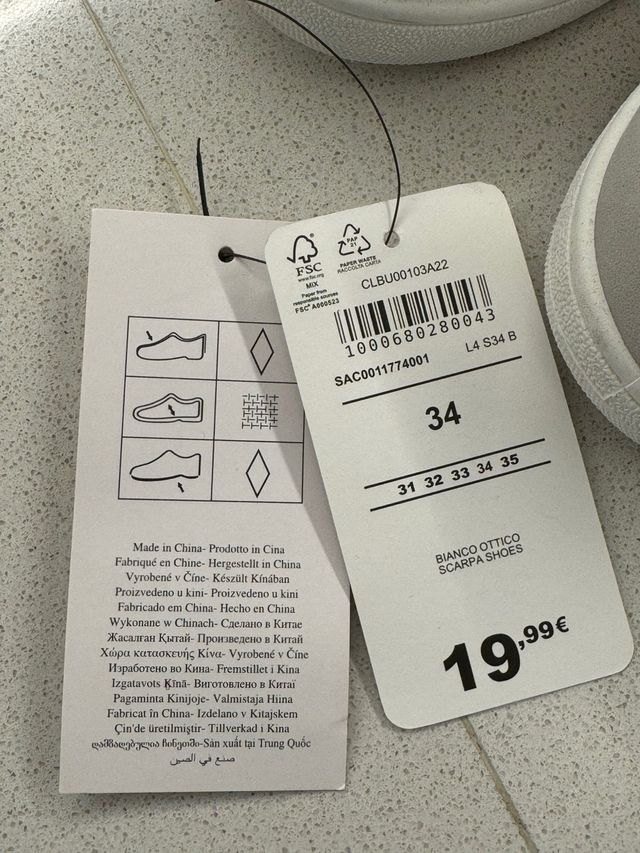 Made in China- Prodotto in Cina
Fabriqué en Chine- Hergestellt in China
Vyrobené v Číne- Készült Kínában
Proizvedeno u kini- Proizvedeno u kini
Fabricado em China- Hecho en China
Wykonane w Chinach- Сделано в Китае
Жасалған Қытай- Произведено в Китай
Χώρα κατασκευής Κίνα- Vyrobené v Číne
Изработено во Кина- Fremstillet i Kina
Izgatavots Ķīnā- Виготовлено в Китаї
Pagaminta Kinijoje- Valmistaja Hiina
Fabricat în China- Izdelano v Kitajskem
Çin'de üretilmiştir- Tillverkad i Kina
დამზადებულია ჩინეთში-Sản xuất tại Trung Quốc
صنع في الصين
FSC
www.fsc.org
MIX
Paper from
responsible sources
FSC® A000523
PAP
21
PAPER WASTE
RACCOLTA CARTA
CLBU00103A22
1000680280043
SAC0011774001 L4 S34 B
34
31 32 33 34 35
BIANCO OTTICO
SCARPA SHOES
19,99€